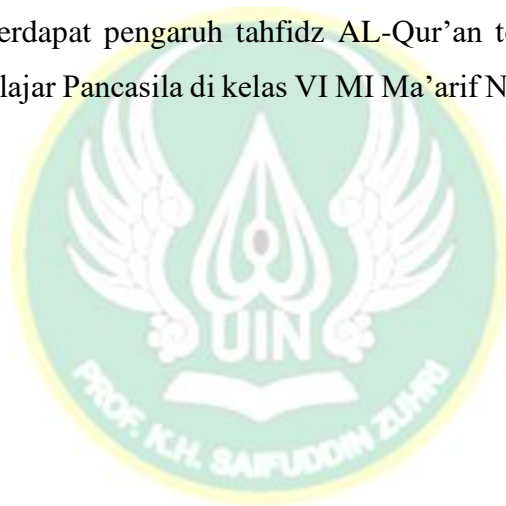 erdapat pengaruh tahfidz AL-Qur’an te
lajar Pancasila di kelas VI MI Ma’arif N
UIN
PROF. K.H. SAIFUDDIN ZUHRI